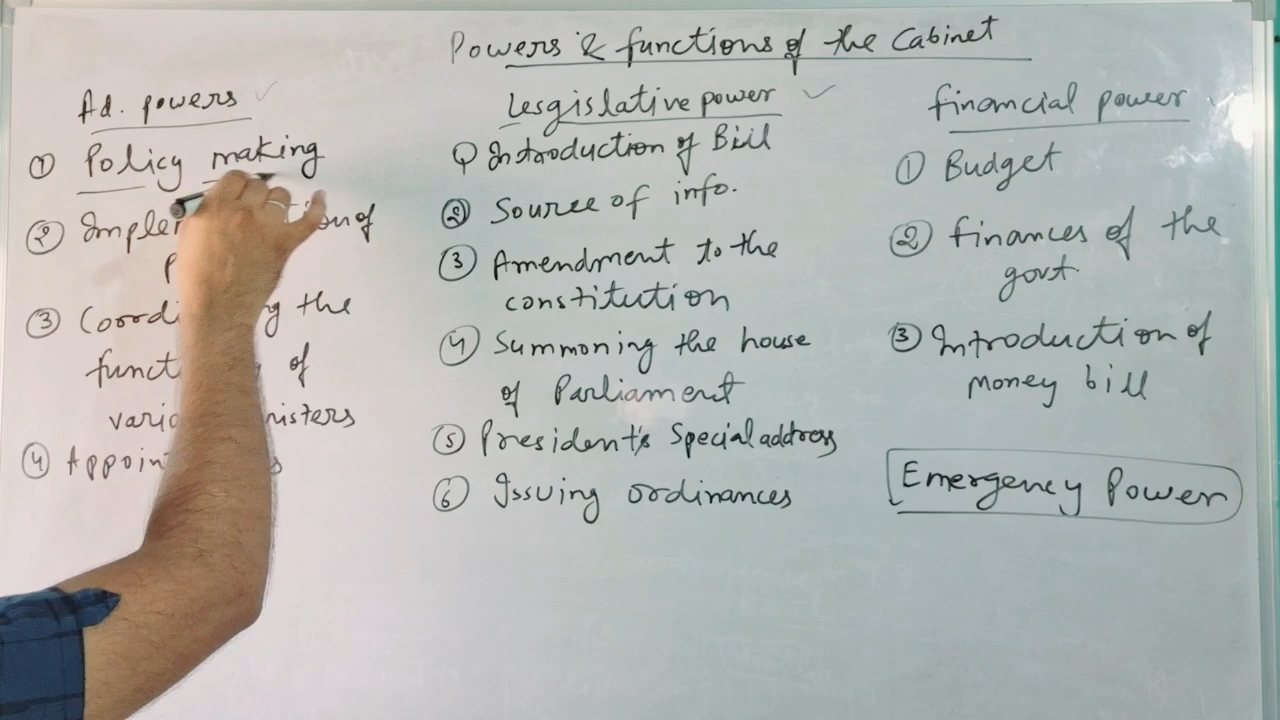 Powers & functions of the Cabinet
Ad. powers
① Policy making
② of
③ the
of
④
Lesgislative power
① Introduction of Bill
② Source of info.
③ Amendment to the
constitution
④ Summoning the house
of Parliament
⑤ President's Special address
⑥ Issuing ordinances
financial power
① Budget
② finances of the
govt.
③ Introduction of
money bill
Emergency Power